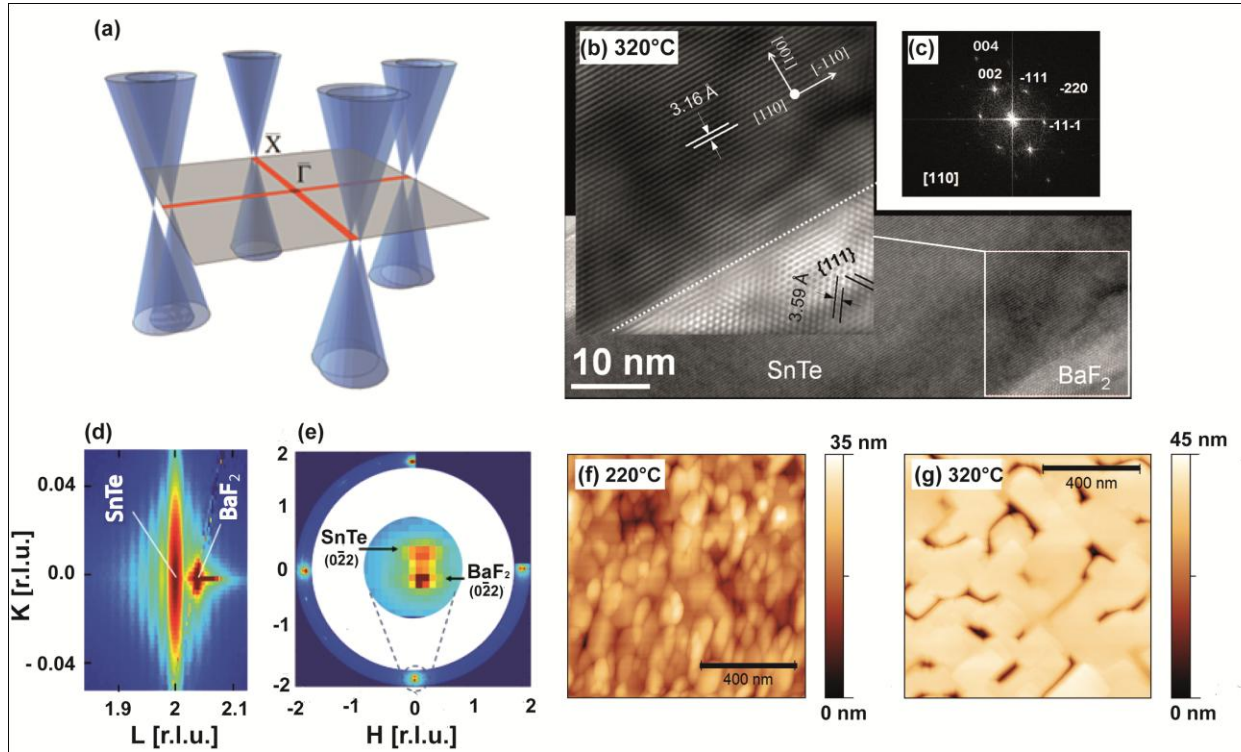 (a)
X̄
Γ̄
(b) 320°C
[001]
[-110]
[110]
3.16 Å
{111}
3.59 Å
10 nm
SnTe
BaF₂
(c)
004
002
-111
-220
-11-1
[110]
(d)
K [r.l.u.]
0.04
0.0
- 0.04
SnTe
BaF₂
1.9
2
2.1
L [r.l.u.]
(e)
2
1
0
-1
-2
SnTe
(02̄2)
BaF₂
(02̄2)
-2
-1
0
1
2
H [r.l.u.]
(f) 220°C
400 nm
35 nm
0 nm
(g) 320°C
400 nm
45 nm
0 nm